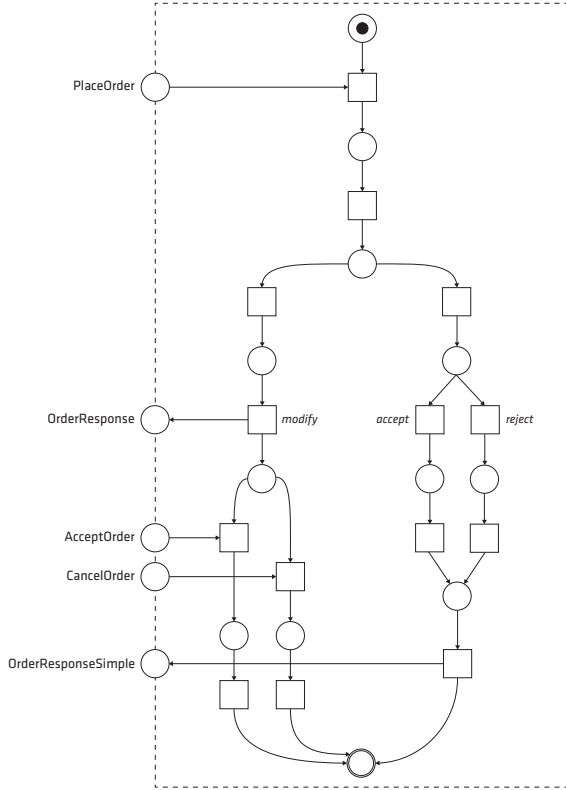 PlaceOrder
OrderResponse
modify
accept
reject
AcceptOrder
CancelOrder
OrderResponseSimple